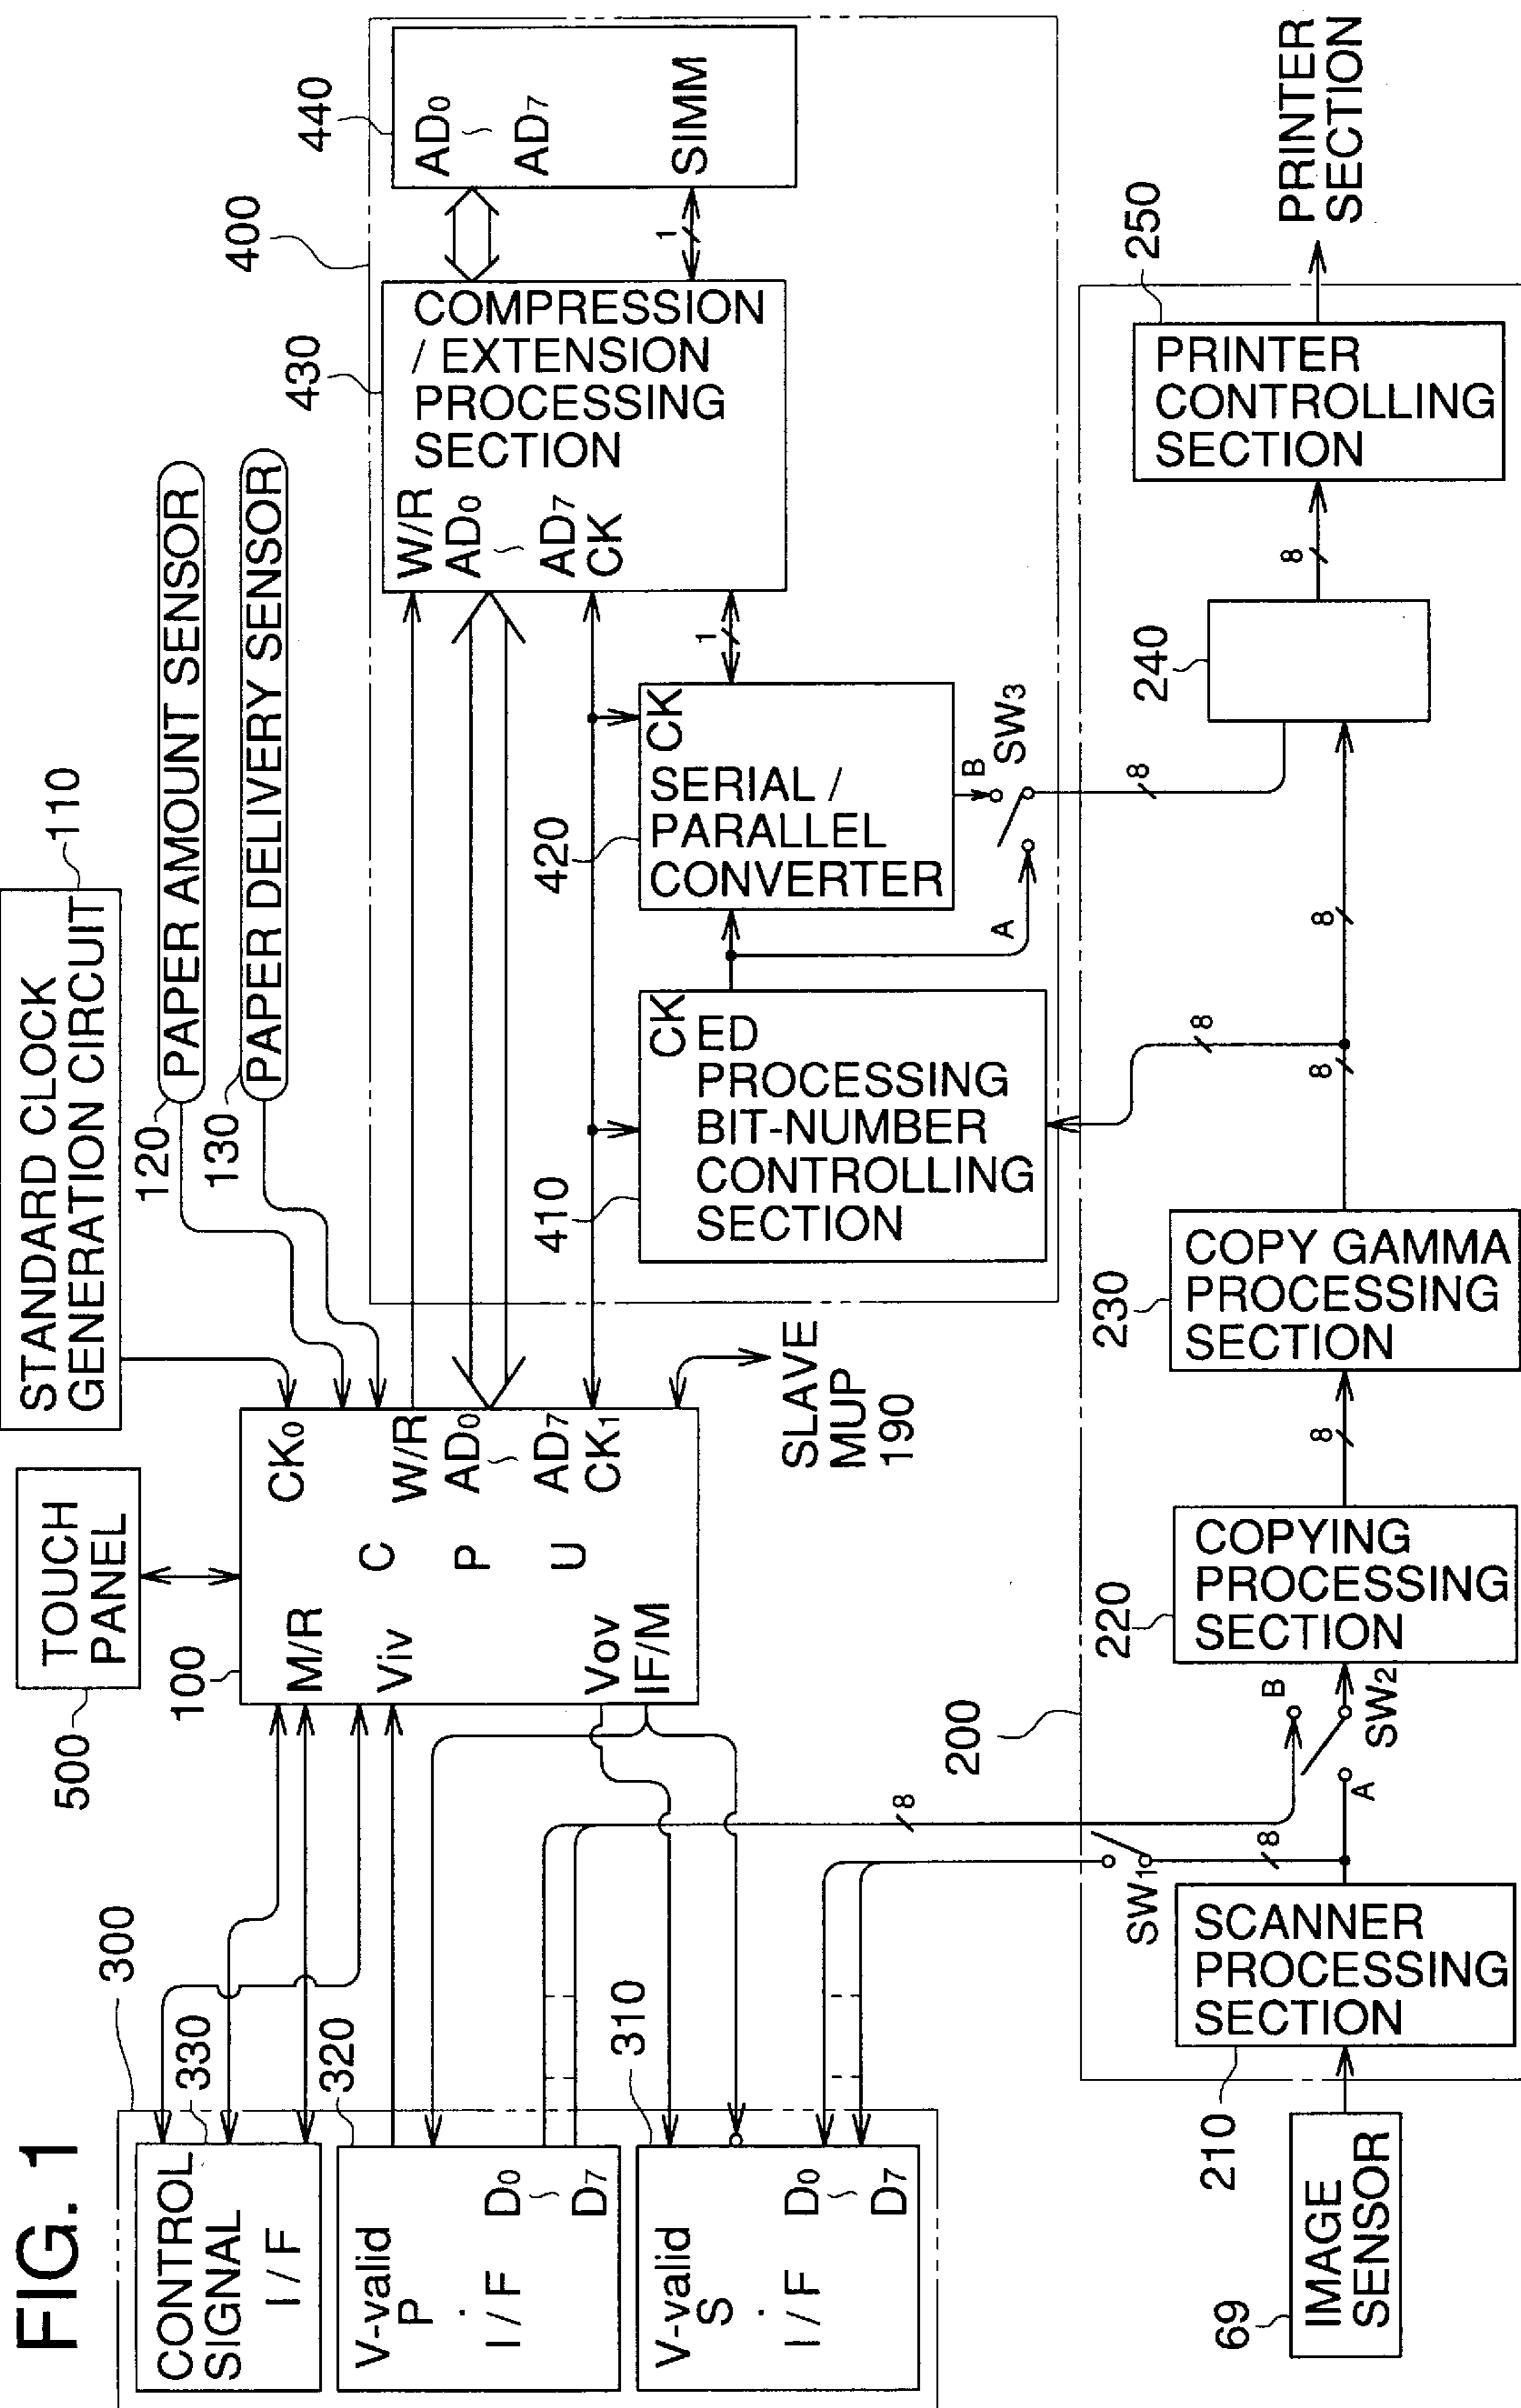 FIG. 1
STANDARD CLOCK
GENERATION CIRCUIT
110
TOUCH
PANEL
500
120
PAPER AMOUNT SENSOR
130
PAPER DELIVERY SENSOR
300
CONTROL
SIGNAL
I / F
330
V-valid
P
I / F
D0
~
D7
320
V-valid
S
I / F
D0
~
D7
310
100
M/R
Viv
Vov
IF/M
C
P
U
CK0
W/R
AD0
~
AD7
CK1
SLAVE
MUP
190
400
430
COMPRESSION
/ EXTENSION
PROCESSING
SECTION
W/R
AD0
~
AD7
CK
440
AD0
~
AD7
SIMM
1
1
410
CK
ED
PROCESSING
BIT-NUMBER
CONTROLLING
SECTION
420
CK
SERIAL /
PARALLEL
CONVERTER
A
B
SW3
8
8
8
200
69
IMAGE
SENSOR
210
SCANNER
PROCESSING
SECTION
SW1
8
A
B
SW2
220
COPYING
PROCESSING
SECTION
8
230
COPY GAMMA
PROCESSING
SECTION
8
8
240
8
250
PRINTER
CONTROLLING
SECTION
PRINTER
SECTION